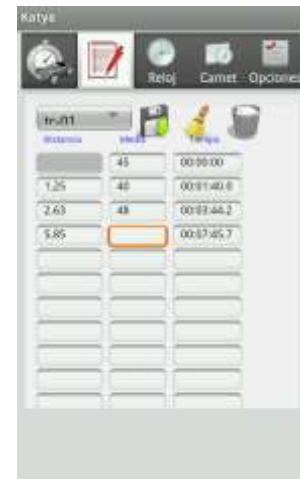 Katya
Reloj Carnet Opciones
Distancia Media Tiempo
45 00:00:00
1.25 40 00:01:40.0
2.63 48 00:03:44.2
5.85 00:07:45.7